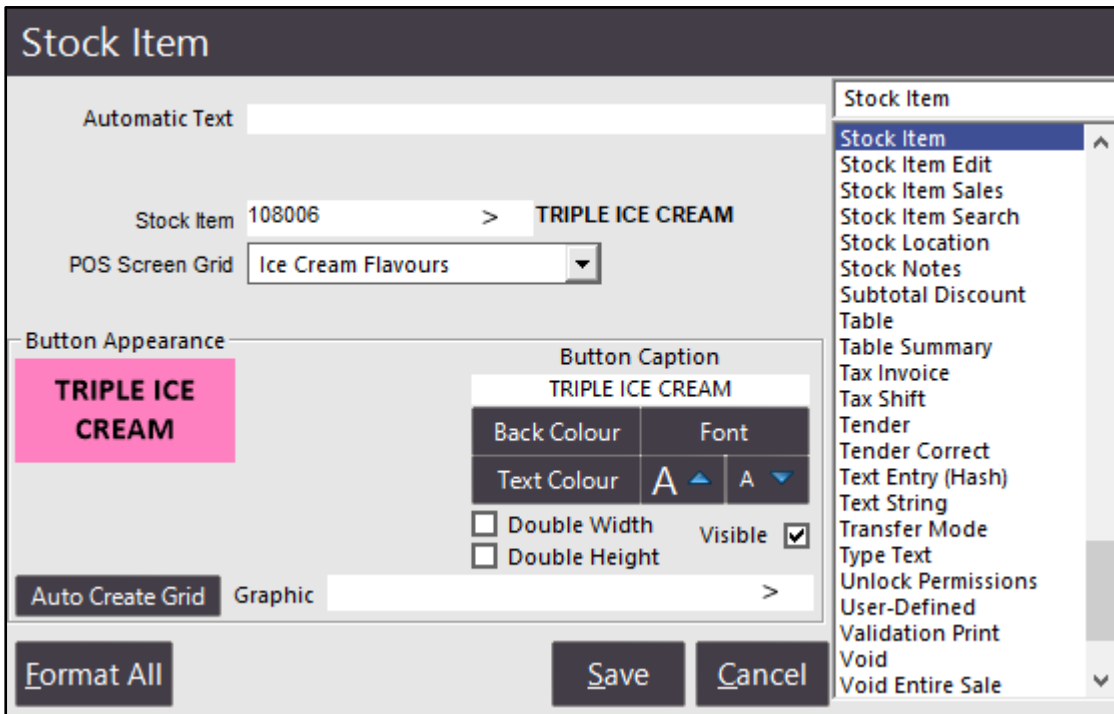 Stock Item
Automatic Text
Stock Item 108006 > TRIPLE ICE CREAM
POS Screen Grid Ice Cream Flavours
Button Appearance
TRIPLE ICE
CREAM
Button Caption
TRIPLE ICE CREAM
Back Colour Font
Text Colour A A
Double Width Visible
Double Height
Auto Create Grid Graphic >
Format All Save Cancel
Stock Item
Stock Item
Stock Item Edit
Stock Item Sales
Stock Item Search
Stock Location
Stock Notes
Subtotal Discount
Table
Table Summary
Tax Invoice
Tax Shift
Tender
Tender Correct
Text Entry (Hash)
Text String
Transfer Mode
Type Text
Unlock Permissions
User-Defined
Validation Print
Void
Void Entire Sale